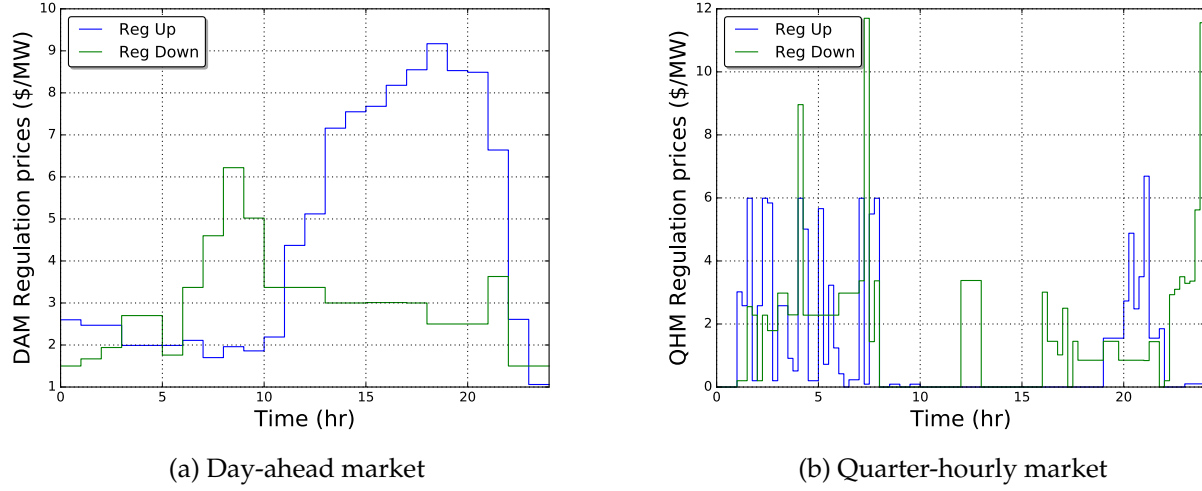 10
9
8
7
6
5
4
3
2
1
DAM Regulation prices ($/MW)
Reg Up
Reg Down
0
5
10
15
20
Time (hr)
(a) Day-ahead market
12
10
8
6
4
2
0
QHM Regulation prices ($/MW)
Reg Up
Reg Down
0
5
10
15
20
Time (hr)
(b) Quarter-hourly market